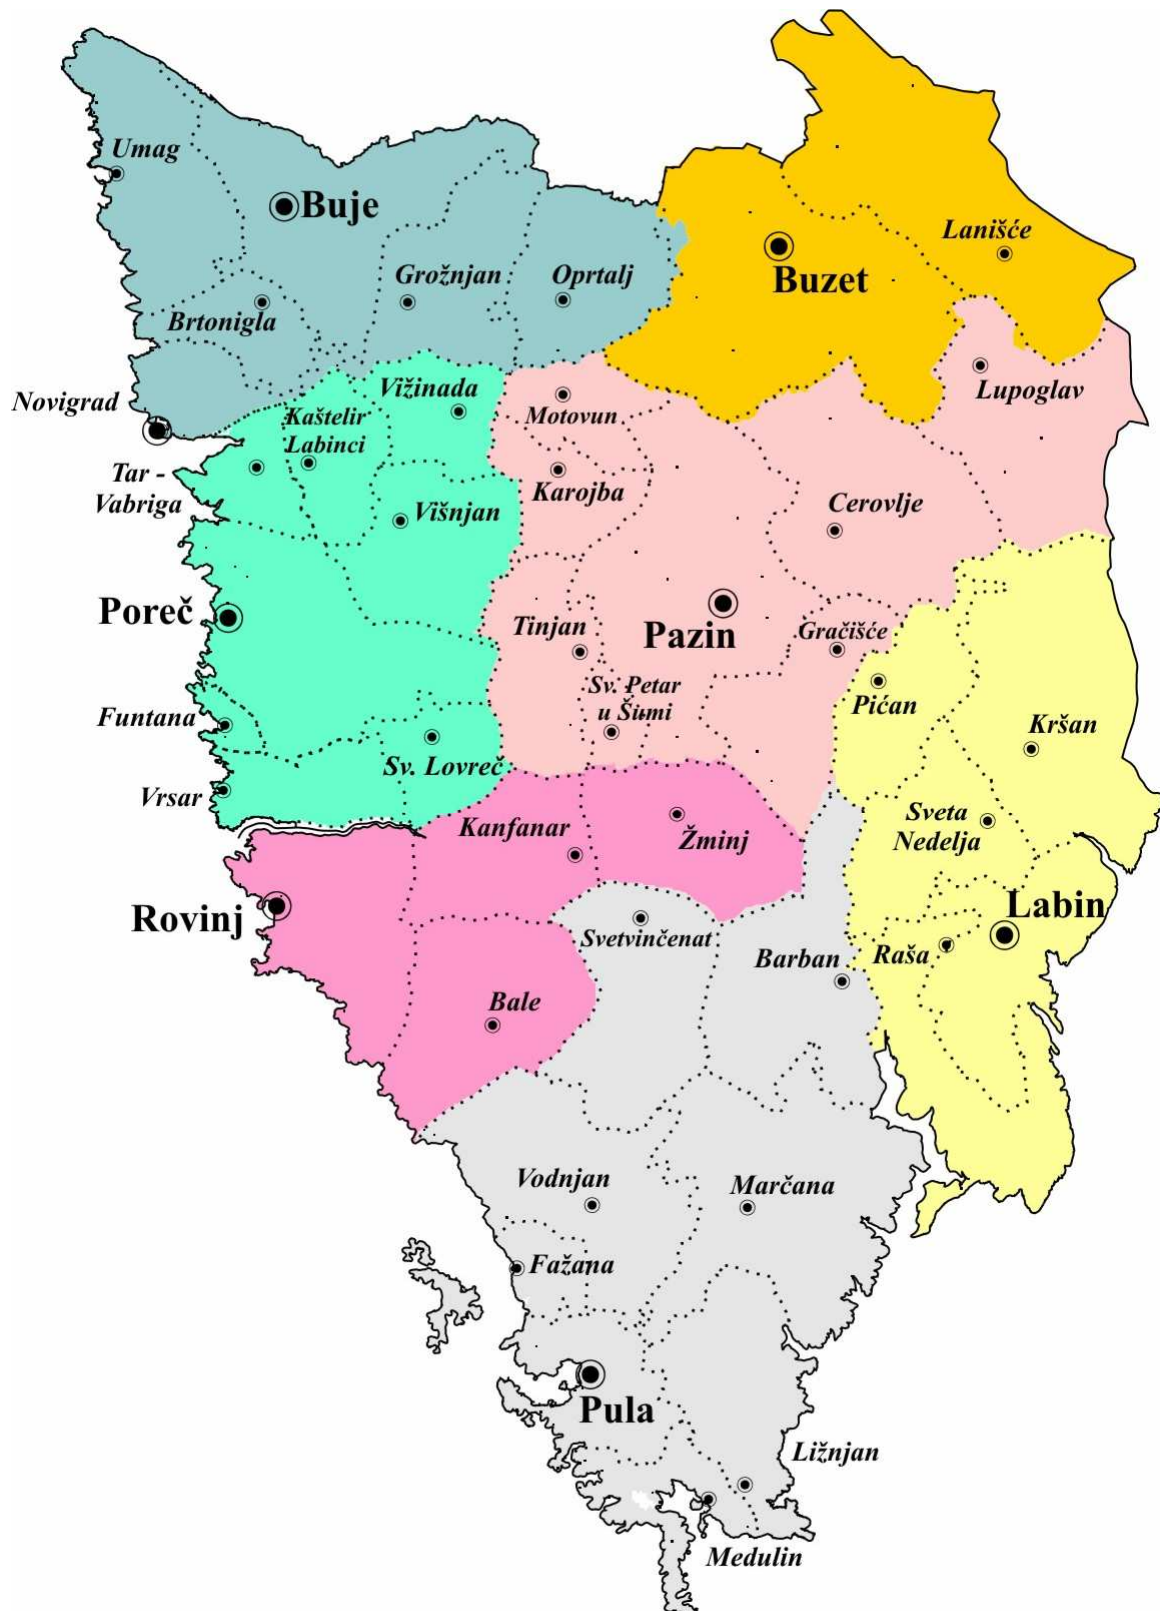 Umag
Buje
Lanišće
Buzet
Grožnjan
Oprtalj
Brtonigla
Novigrad
Vižinada
Kaštelir
Labinci
Motovun
Lupoglav
Tar -
Vabriga
Karojba
Višnjan
Cerovlje
Poreč
Tinjan
Pazin
Gračišće
Sv. Petar
u Šumi
Pićan
Funtana
Kršan
Sv. Lovreč
Vrsar
Kanfanar
Žminj
Sveta
Nedelja
Rovinj
Labin
Svetvinčenat
Barban
Raša
Bale
Vodnjan
Marčana
Fažana
Pula
Ližnjan
Medulin